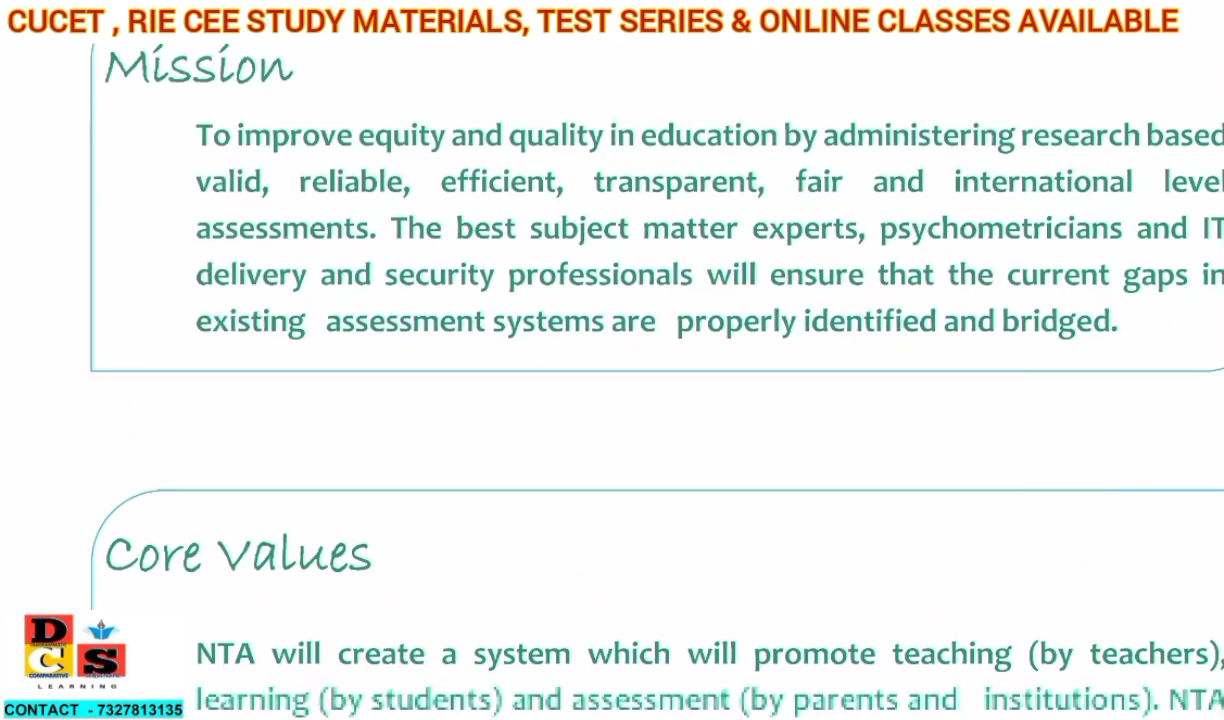 CUCET , RIE CEE STUDY MATERIALS, TEST SERIES & ONLINE CLASSES AVAILABLE
Mission
To improve equity and quality in education by administering research based
valid, reliable, efficient, transparent, fair and international level
assessments. The best subject matter experts, psychometricians and IT
delivery and security professionals will ensure that the current gaps in
existing assessment systems are properly identified and bridged.
Core Values
NTA will create a system which will promote teaching (by teachers),
learning (by students) and assessment (by parents and institutions). NTA
D
C S
COMPARATIVE
LEARNING
CONTACT - 7327813135